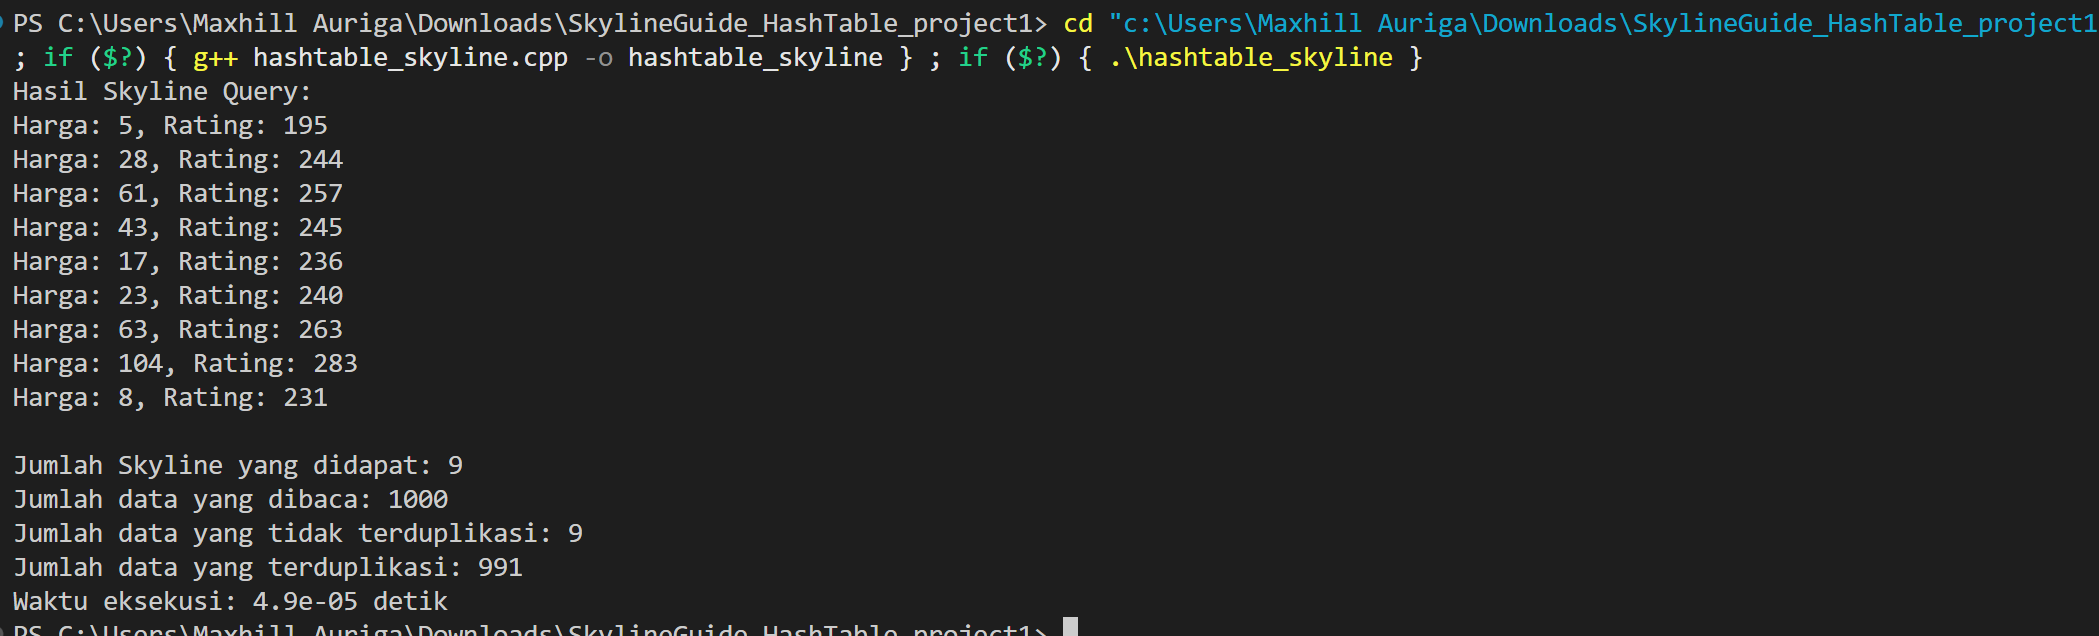 PS C:\Users\Maxhill Auriga\Downloads\SkylineGuide_HashTable_project1> cd "c:\Users\Maxhill Auriga\Downloads\SkylineGuide_HashTable_project1
; if ($?) { g++ hashtable_skyline.cpp -o hashtable_skyline } ; if ($?) { .\hashtable_skyline }
Hasil Skyline Query:
Harga: 5, Rating: 195
Harga: 28, Rating: 244
Harga: 61, Rating: 257
Harga: 43, Rating: 245
Harga: 17, Rating: 236
Harga: 23, Rating: 240
Harga: 63, Rating: 263
Harga: 104, Rating: 283
Harga: 8, Rating: 231
Jumlah Skyline yang didapat: 9
Jumlah data yang dibaca: 1000
Jumlah data yang tidak terduplikasi: 9
Jumlah data yang terduplikasi: 991
Waktu eksekusi: 4.9e-05 detik
PS C:\Users\Maxhill Auriga\Downloads\SkylineGuide_HashTable_project1>